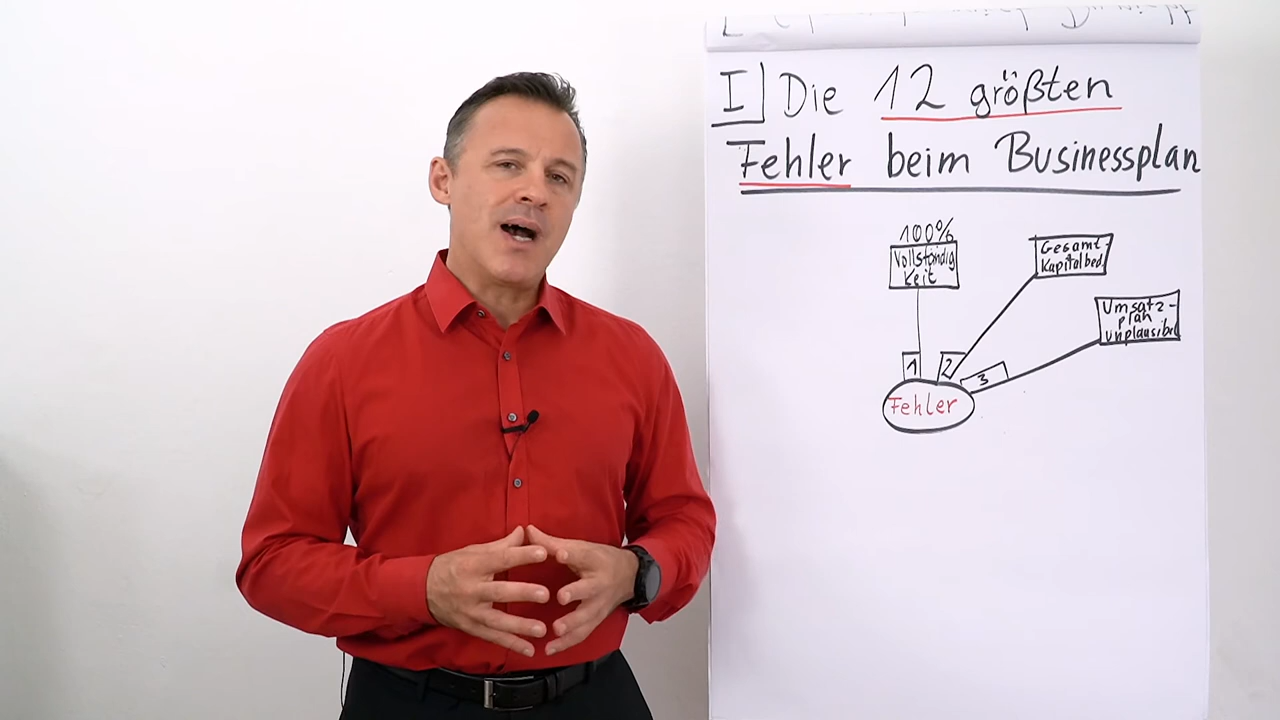 I Die 12 größten
Fehler beim Businessplan
100%
Vollständig
keit
Gesamt-
Kapitalbed.
Umsatz-
plan
unplausibel
1
2
3
Fehler